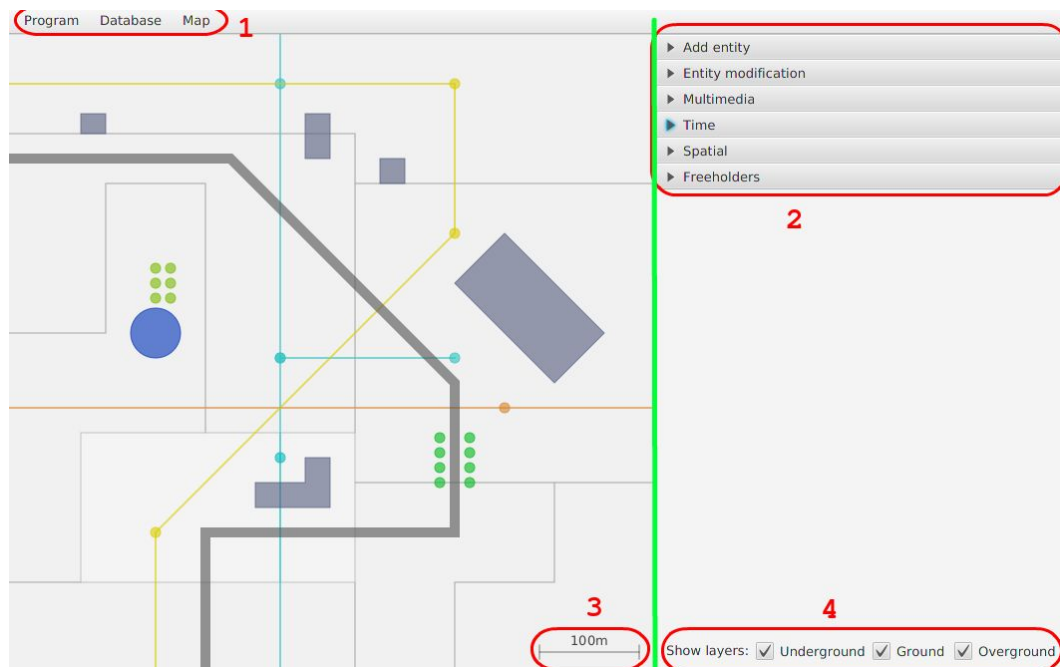 Program Database Map
1
Add entity
Entity modification
Multimedia
Time
Spatial
Freeholders
2
3
100m
4
Show layers: Underground Ground Overground